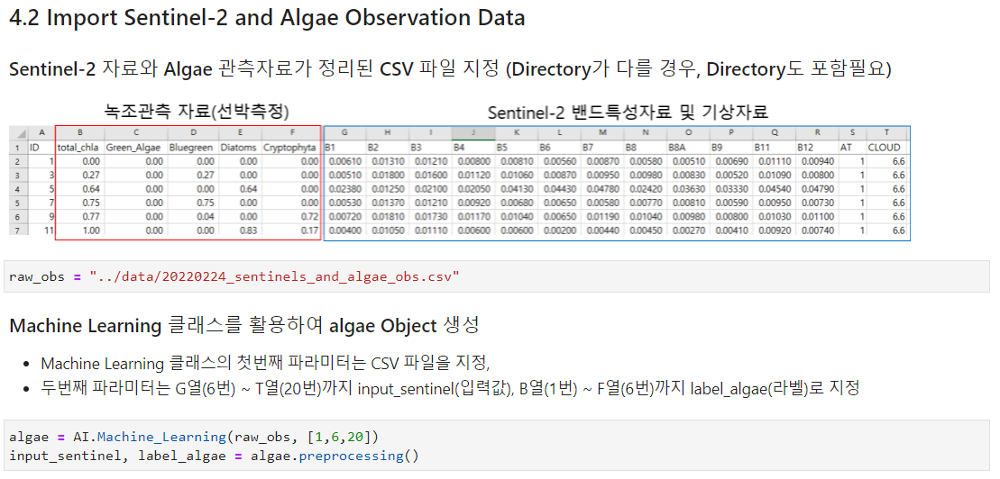 4.2 Import Sentinel-2 and Algae Observation Data
Sentinel-2 자료와 Algae 관측자료가 정리된 CSV 파일 지정 (Directory가 다를 경우, Directory도 포함필요)
녹조관측 자료(선박측정) Sentinel-2 밴드특성자료 및 기상자료
A B C D E F G H I J K L M N O P Q R S T
1 ID total_chla Green_Algae Bluegreen Diatoms Cryptophyta B1 B2 B3 B4 B5 B6 B7 B8 B8A B9 B11 B12 AT CLOUD
2 1 0.00 0.00 0.00 0.00 0.00 0.00610 0.01310 0.01210 0.00800 0.00810 0.00560 0.00870 0.00580 0.00510 0.00690 0.01110 0.00940 1 6.6
3 3 0.27 0.00 0.27 0.00 0.00 0.00510 0.01800 0.01600 0.01120 0.01060 0.00870 0.00950 0.00980 0.00830 0.00520 0.01090 0.00800 1 6.6
4 5 0.64 0.00 0.00 0.64 0.00 0.02380 0.01250 0.02100 0.02050 0.04130 0.04430 0.04780 0.02420 0.03630 0.03330 0.04540 0.04790 1 6.6
5 7 0.75 0.00 0.75 0.00 0.00 0.00530 0.01370 0.01210 0.00920 0.00680 0.00650 0.00580 0.00770 0.00810 0.00590 0.00950 0.00730 1 6.6
6 9 0.77 0.00 0.04 0.00 0.72 0.00720 0.01810 0.01730 0.01170 0.01040 0.00650 0.01190 0.01040 0.00980 0.00800 0.01030 0.01100 1 6.6
7 11 1.00 0.00 0.00 0.83 0.17 0.00400 0.01050 0.01110 0.00600 0.00600 0.00200 0.00440 0.00450 0.00270 0.00410 0.00920 0.00740 1 6.6
raw_obs = "../data/20220224_sentinels_and_algae_obs.csv"
Machine Learning 클래스를 활용하여 algae Object 생성
• Machine Learning 클래스의 첫번째 파라미터는 CSV 파일을 지정,
• 두번째 파라미터는 G열(6번) ~ T열(20번)까지 input_sentinel(입력값), B열(1번) ~ F열(6번)까지 label_algae(라벨)로 지정
algae = AI.Machine_Learning(raw_obs, [1,6,20])
input_sentinel, label_algae = algae.preprocessing()